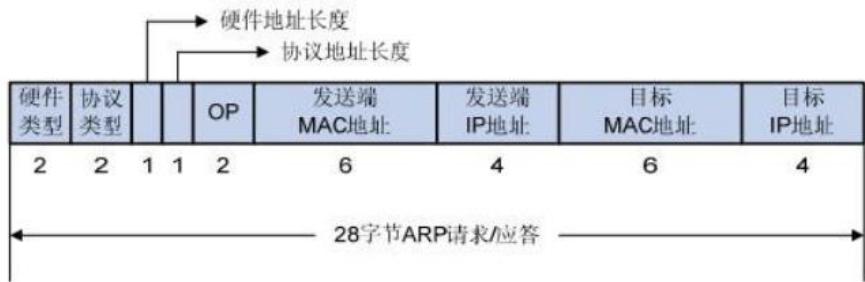 硬件地址长度
协议地址长度
硬件 协议 OP 发送端 发送端 目标 目标
类型 类型 MAC地址 IP地址 MAC地址 IP地址
2 2 1 1 2 6 4 6 4
28字节ARP请求/应答